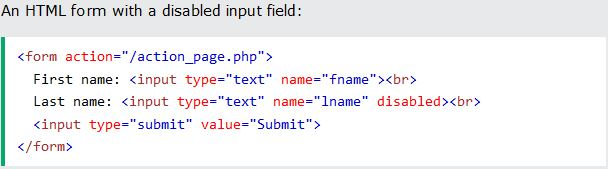 An HTML form with a disabled input field:
<form action="/action_page.php">
First name: <input type="text" name="fname"><br>
Last name: <input type="text" name="lname" disabled><br>
<input type="submit" value="Submit">
</form>